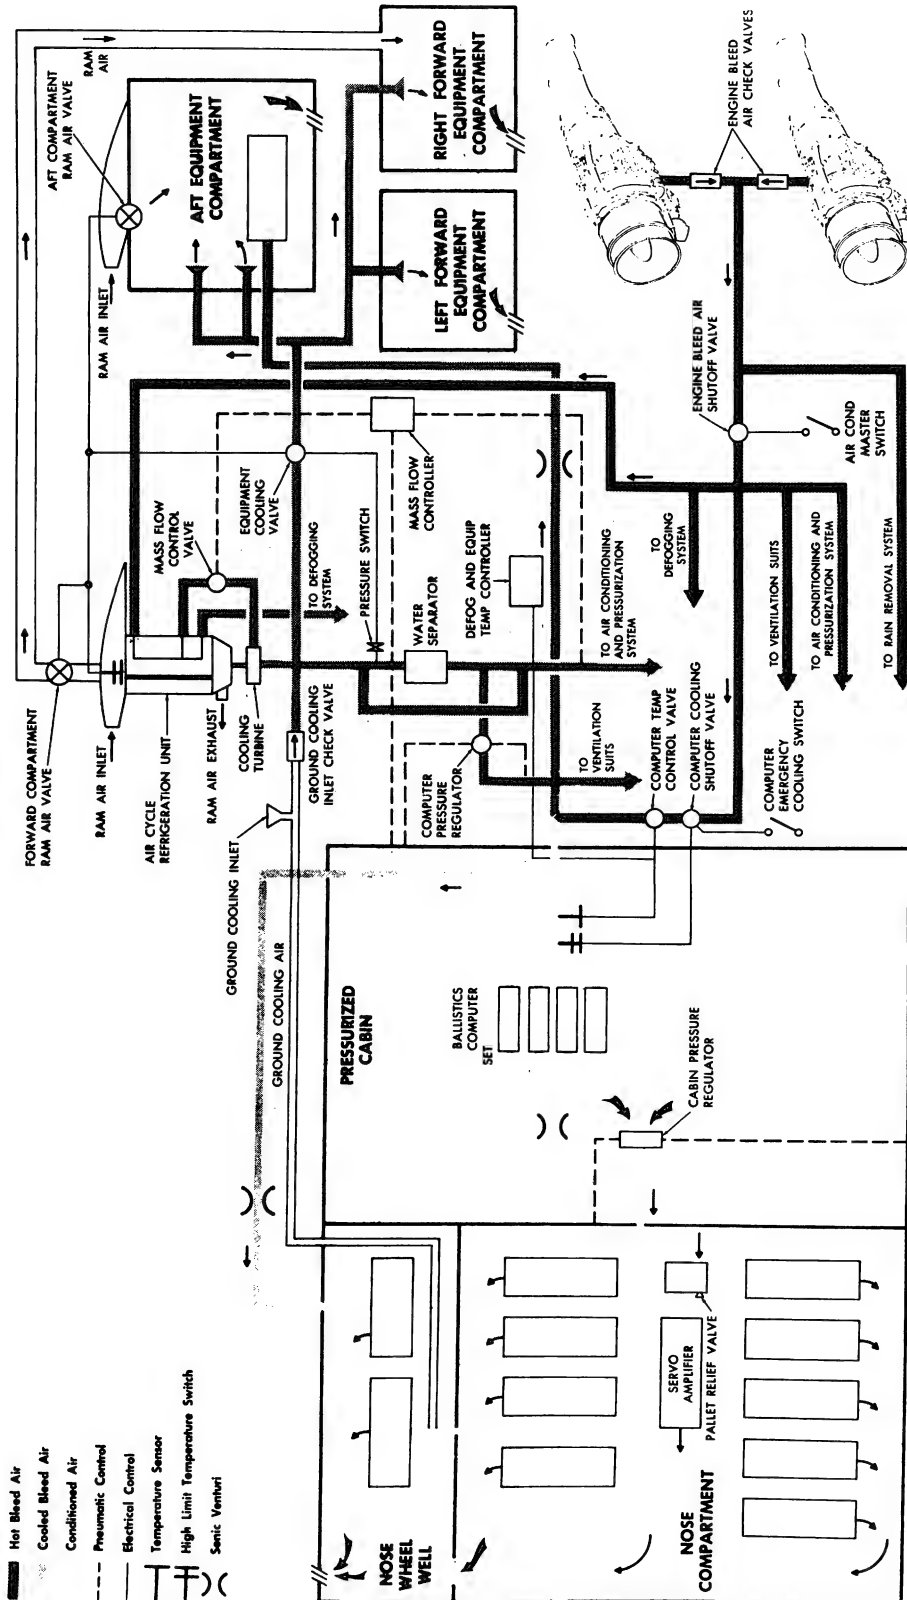 Hot Bleed Air
Cooled Bleed Air
Conditioned Air
Pneumatic Control
Electrical Control
Temperature Sensor
High Limit Temperature Switch
Sonic Venturi
FORWARD COMPARTMENT
RAM AIR VALVE
RAM AIR INLET
AIR CYCLE
REFRIGERATION UNIT
RAM AIR EXHAUST
COOLING
TURBINE
MASS FLOW
CONTROL
VALVE
AFT COMPARTMENT
RAM AIR VALVE
RAM
AIR
RAM AIR INLET
AFT EQUIPMENT
COMPARTMENT
RIGHT FORWARD
EQUIPMENT
COMPARTMENT
LEFT FORWARD
EQUIPMENT
COMPARTMENT
EQUIPMENT
COOLING
VALVE
TO DEFOGGING
SYSTEM
PRESSURE SWITCH
MASS FLOW
CONTROLLER
WATER
SEPARATOR
DEFOG AND EQUIP
TEMP CONTROLLER
GROUND COOLING INLET
GROUND COOLING
INLET CHECK VALVE
GROUND COOLING AIR
COMPUTER
PRESSURE
REGULATOR
TO
VENTILATION
SUITS
TO AIR CONDITIONING
AND PRESSURIZATION
SYSTEM
COMPUTER TEMP
CONTROL VALVE
COMPUTER COOLING
SHUTOFF VALVE
COMPUTER
EMERGENCY
COOLING SWITCH
ENGINE BLEED
AIR CHECK VALVES
ENGINE BLEED AIR
SHUTOFF VALVE
AIR COND
MASTER
SWITCH
TO
DEFOGGING
SYSTEM
TO VENTILATION SUITS
TO AIR CONDITIONING AND
PRESSURIZATION SYSTEM
TO RAIN REMOVAL SYSTEM
PRESSURIZED
CABIN
BALLISTICS
COMPUTER
SET
CABIN PRESSURE
REGULATOR
NOSE
WHEEL
WELL
NOSE
COMPARTMENT
SERVO
AMPLIFIER
PALLET RELIEF VALVE